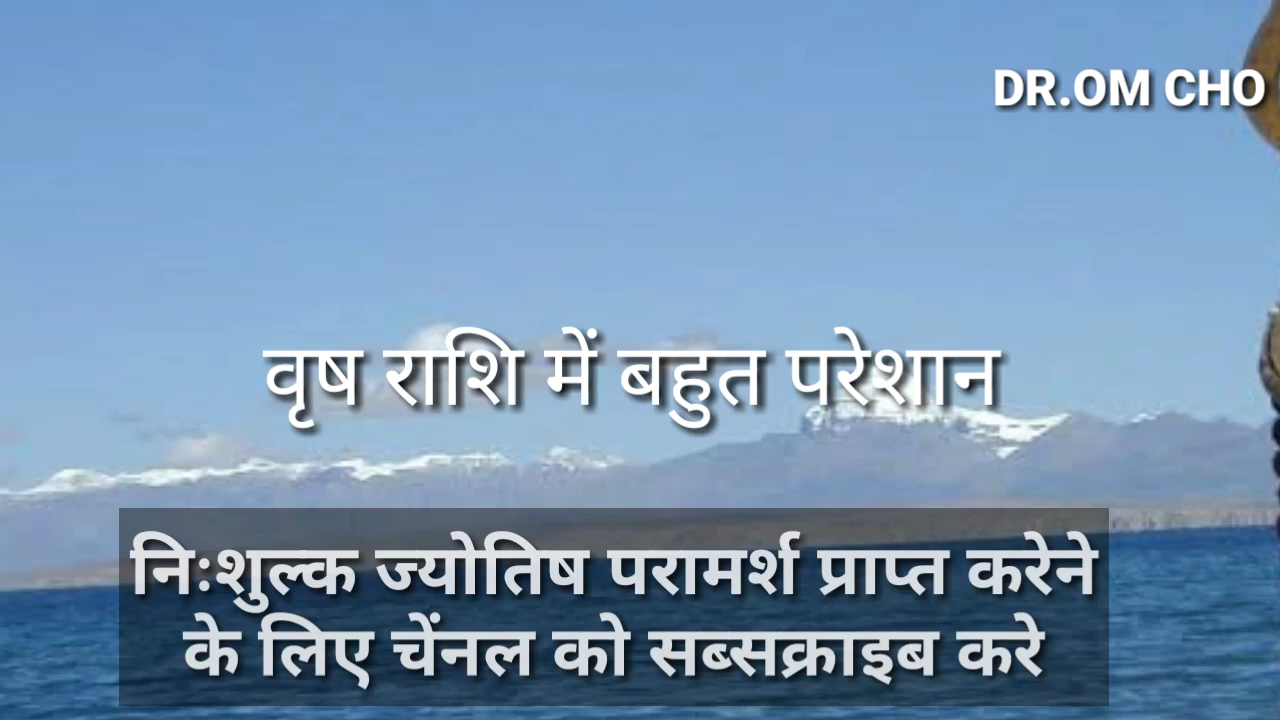 DR.OM CHO
वृष राशि में बहुत परेशान
निःशुल्क ज्योतिष परामर्श प्राप्त करेने
के लिए चेंनल को सब्सक्राइब करे